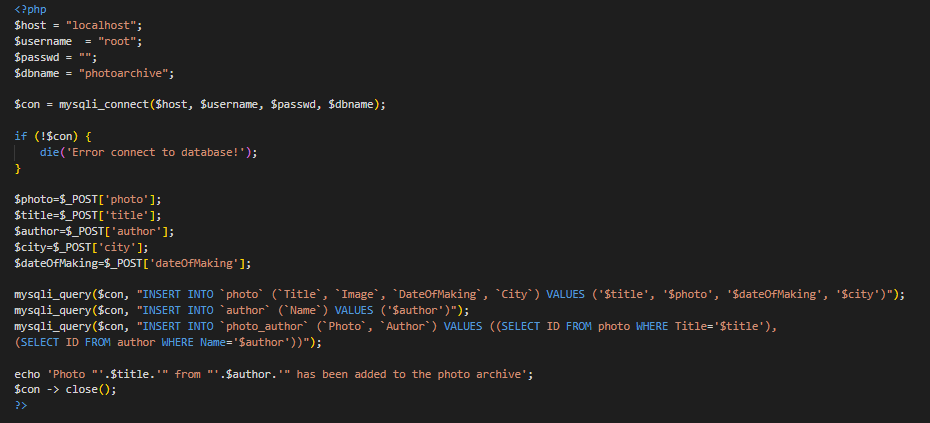 <?php
$host = "localhost";
$username  = "root";
$passwd = "";
$dbname = "photoarchive";
$con = mysqli_connect($host, $username, $passwd, $dbname);
if (!$con) {
    die('Error connect to database!');
}
$photo=$_POST['photo'];
$title=$_POST['title'];
$author=$_POST['author'];
$city=$_POST['city'];
$dateOfMaking=$_POST['dateOfMaking'];
mysqli_query($con, "INSERT INTO `photo` (`Title`, `Image`, `DateOfMaking`, `City`) VALUES ('$title', '$photo', '$dateOfMaking', '$city')");
mysqli_query($con, "INSERT INTO `author` (`Name`) VALUES ('$author')");
mysqli_query($con, "INSERT INTO `photo_author` (`Photo`, `Author`) VALUES ((SELECT ID FROM photo WHERE Title='$title'),
(SELECT ID FROM author WHERE Name='$author'))");
echo 'Photo "'.$title.'" from "'.$author.'" has been added to the photo archive';
$con -> close();
?>